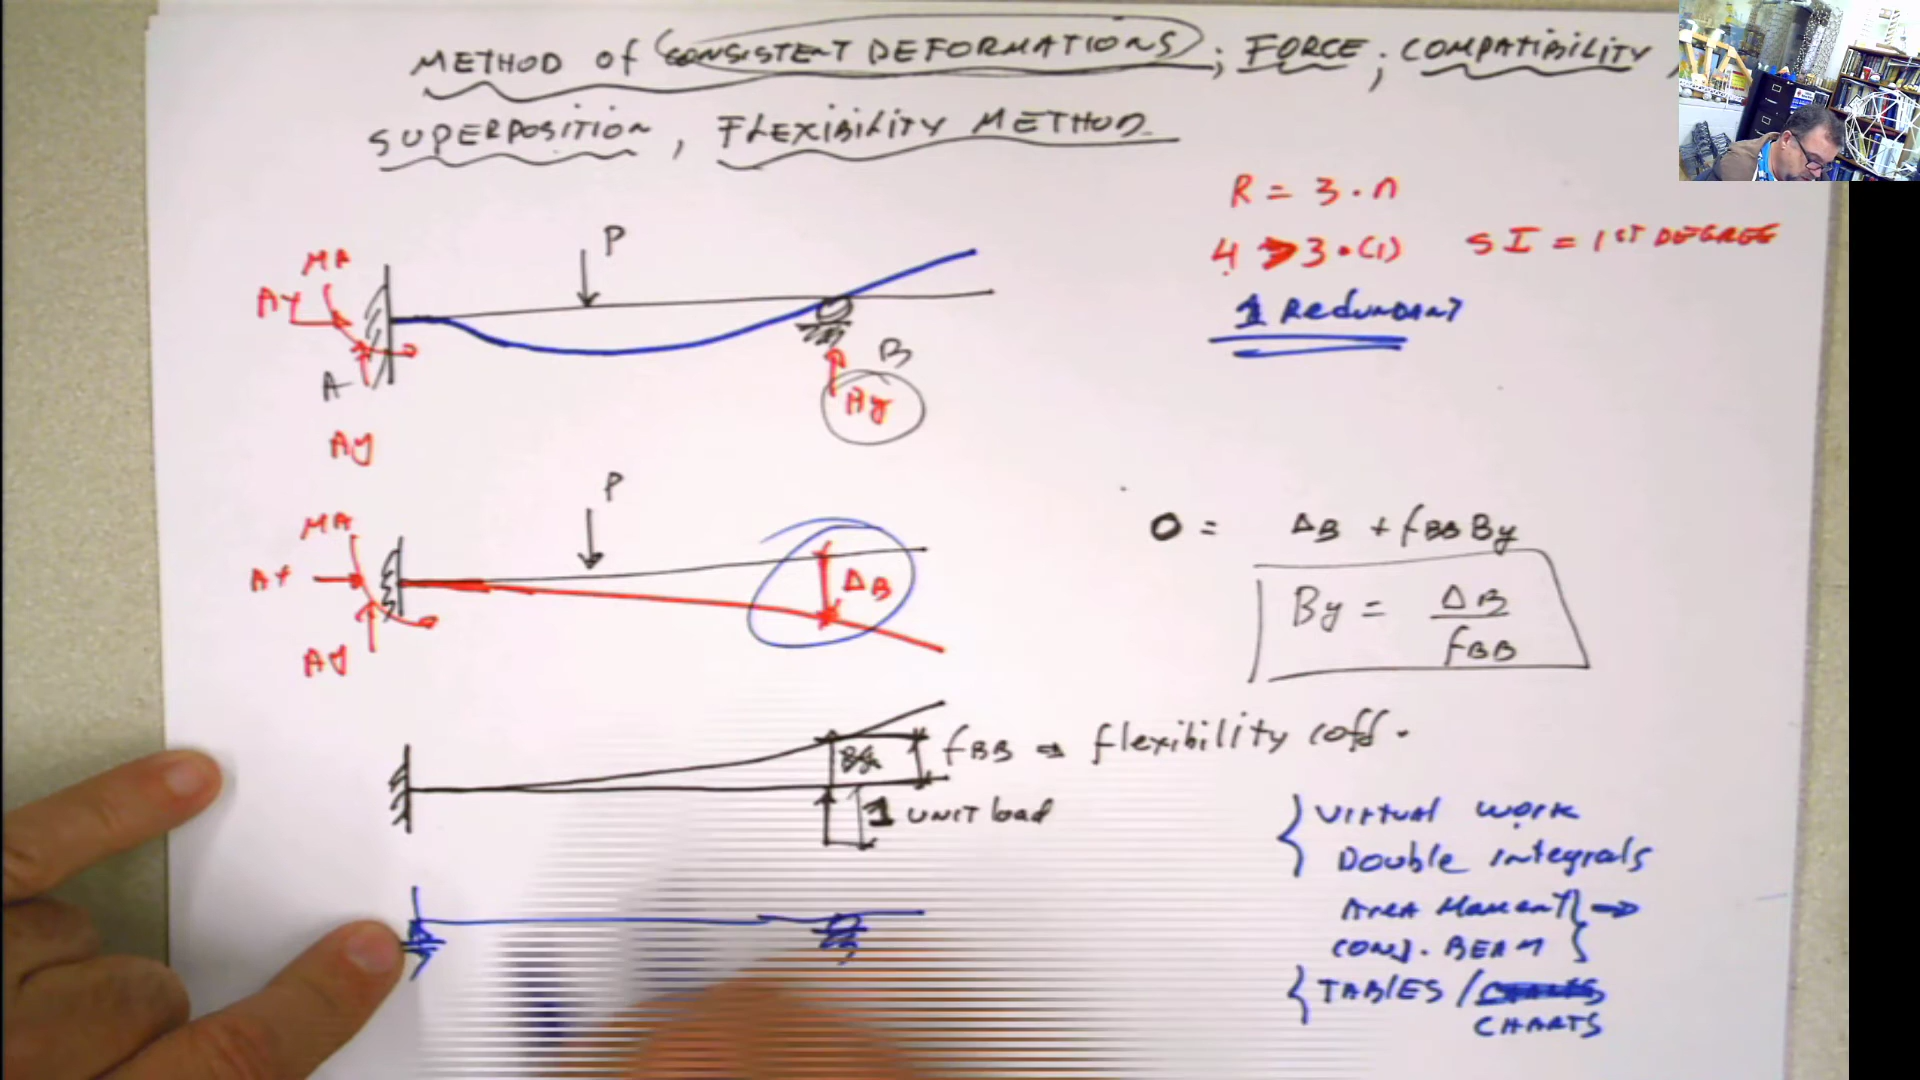 METHOD of CONSISTENT DEFORMATIONS; FORCE; COMPATIBILITY,
SUPERPOSITION, FLEXIBILITY METHOD
R = 3·n
4 > 3·(1) SI = 1ST DEGREE
1 Redundant
P
MA
Ay
A
B
By
Ay
P
MA
Ax
Ay
ΔB
0 = ΔB + fBB By
By = ΔB / fBB
fBB → flexibility coff.
1 UNIT load
VIRTUAL work
Double integrals
Area Moment →
CONJ. BEAM
TABLES /
CHARTS